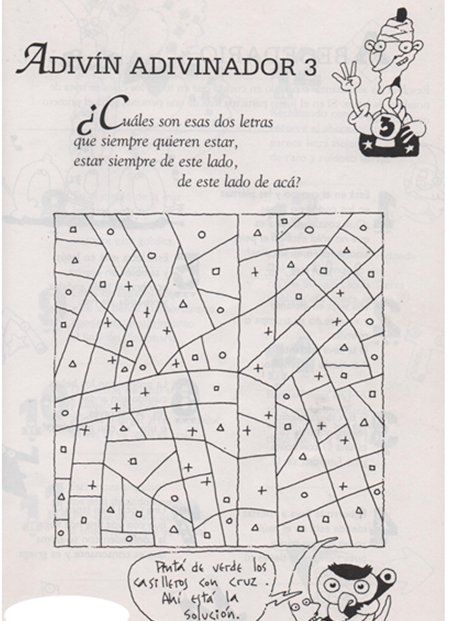 ADIVÍN ADIVINADOR 3
3
¿Cuáles son esas dos letras
que siempre quieren estar,
estar siempre de este lado,
de este lado de acá?
Pintá de verde los
casilleros con cruz.
Ahí está la
solución.